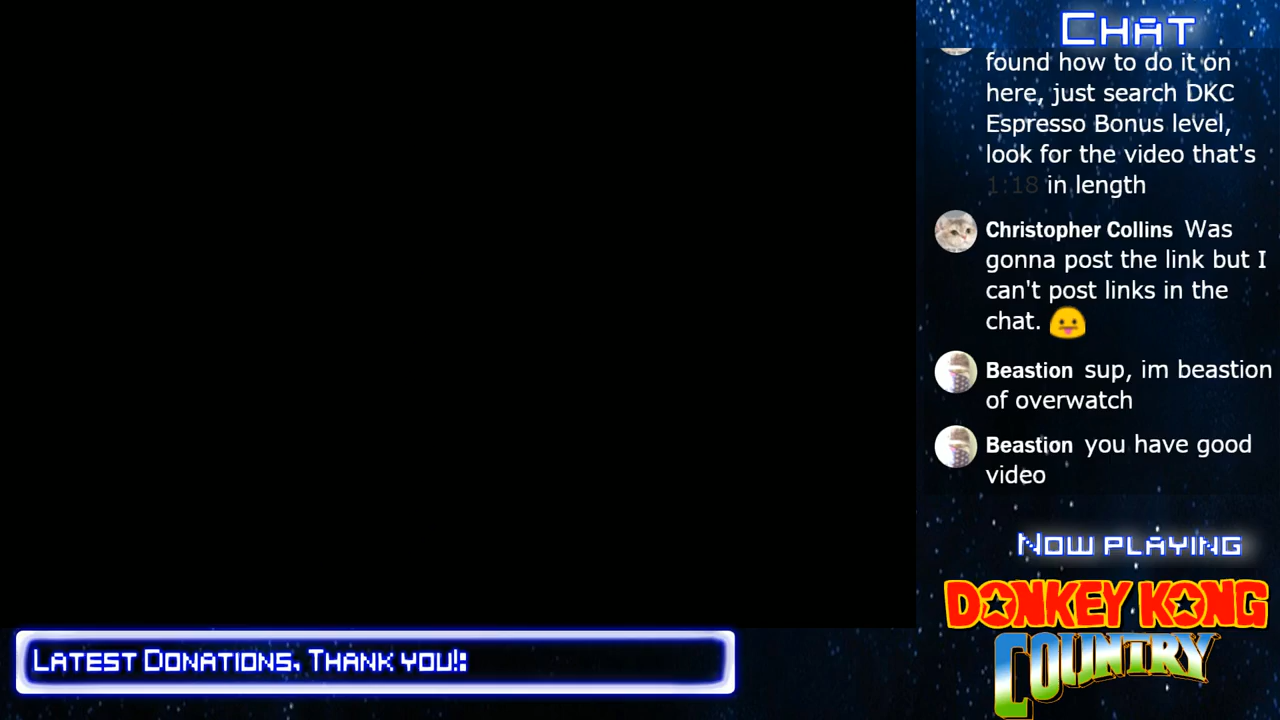 CHAT
found how to do it on
here, just search DKC
Espresso Bonus level,
look for the video that's
1:18 in length
Christopher Collins Was
gonna post the link but I
can't post links in the
chat.
Beastion sup, im beastion
of overwatch
Beastion you have good
video
NOW PLAYING
DONKEY KONG
COUNTRY
LATEST DONATIONS, THANK YOU!: